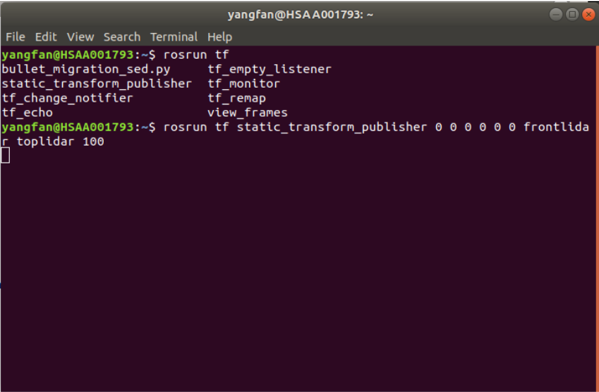 yangfan@HSAA001793: ~
File Edit View Search Terminal Help
yangfan@HSAA001793:~$ rosrun tf
bullet_migration_sed.py tf_empty_listener
static_transform_publisher tf_monitor
tf_change_notifier tf_remap
tf_echo view_frames
yangfan@HSAA001793:~$ rosrun tf static_transform_publisher 0 0 0 0 0 0 frontlida
r toplidar 100